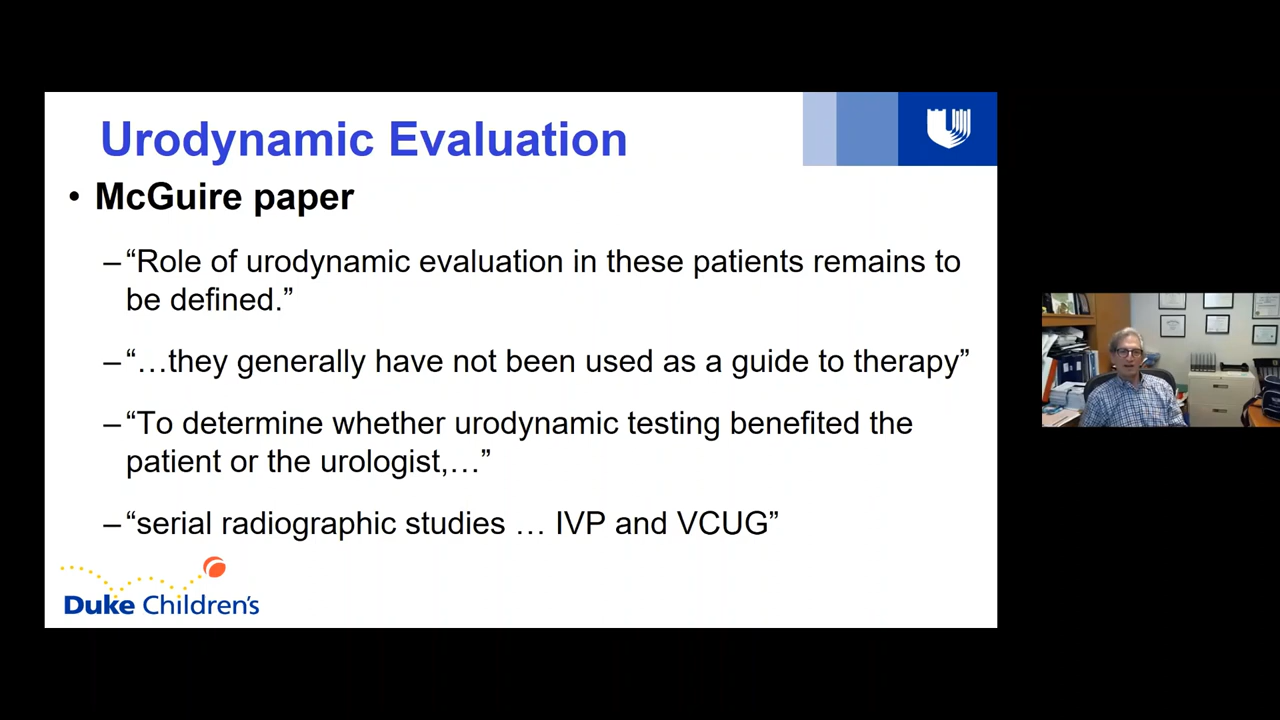 Urodynamic Evaluation
• McGuire paper
–“Role of urodynamic evaluation in these patients remains to
be defined.”
–“…they generally have not been used as a guide to therapy”
–“To determine whether urodynamic testing benefited the
patient or the urologist,…”
–“serial radiographic studies … IVP and VCUG”
Duke Children's